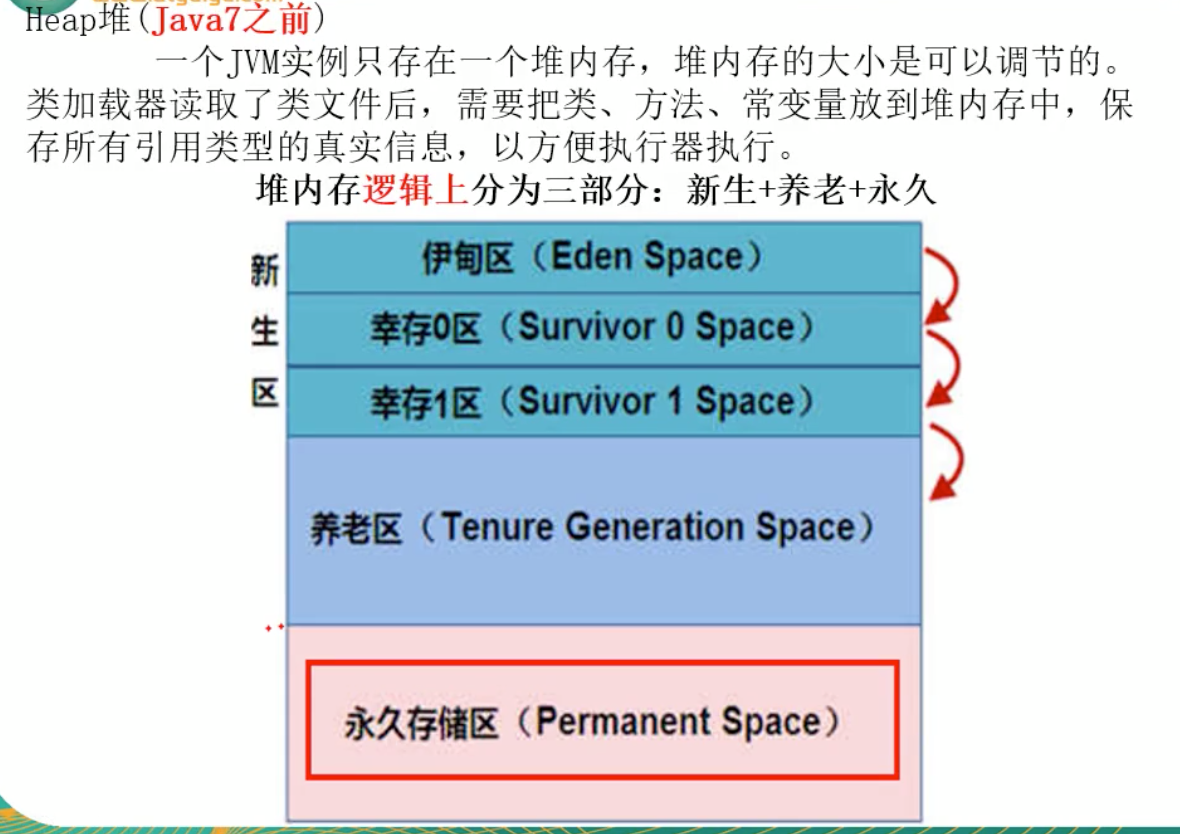 Heap堆(Java7之前)
一个JVM实例只存在一个堆内存，堆内存的大小是可以调节的。
类加载器读取了类文件后，需要把类、方法、常变量放到堆内存中，保
存所有引用类型的真实信息，以方便执行器执行。
堆内存逻辑上分为三部分：新生+养老+永久
新生区
伊甸区（Eden Space）
幸存0区（Survivor 0 Space）
幸存1区（Survivor 1 Space）
养老区（Tenure Generation Space）
永久存储区（Permanent Space）